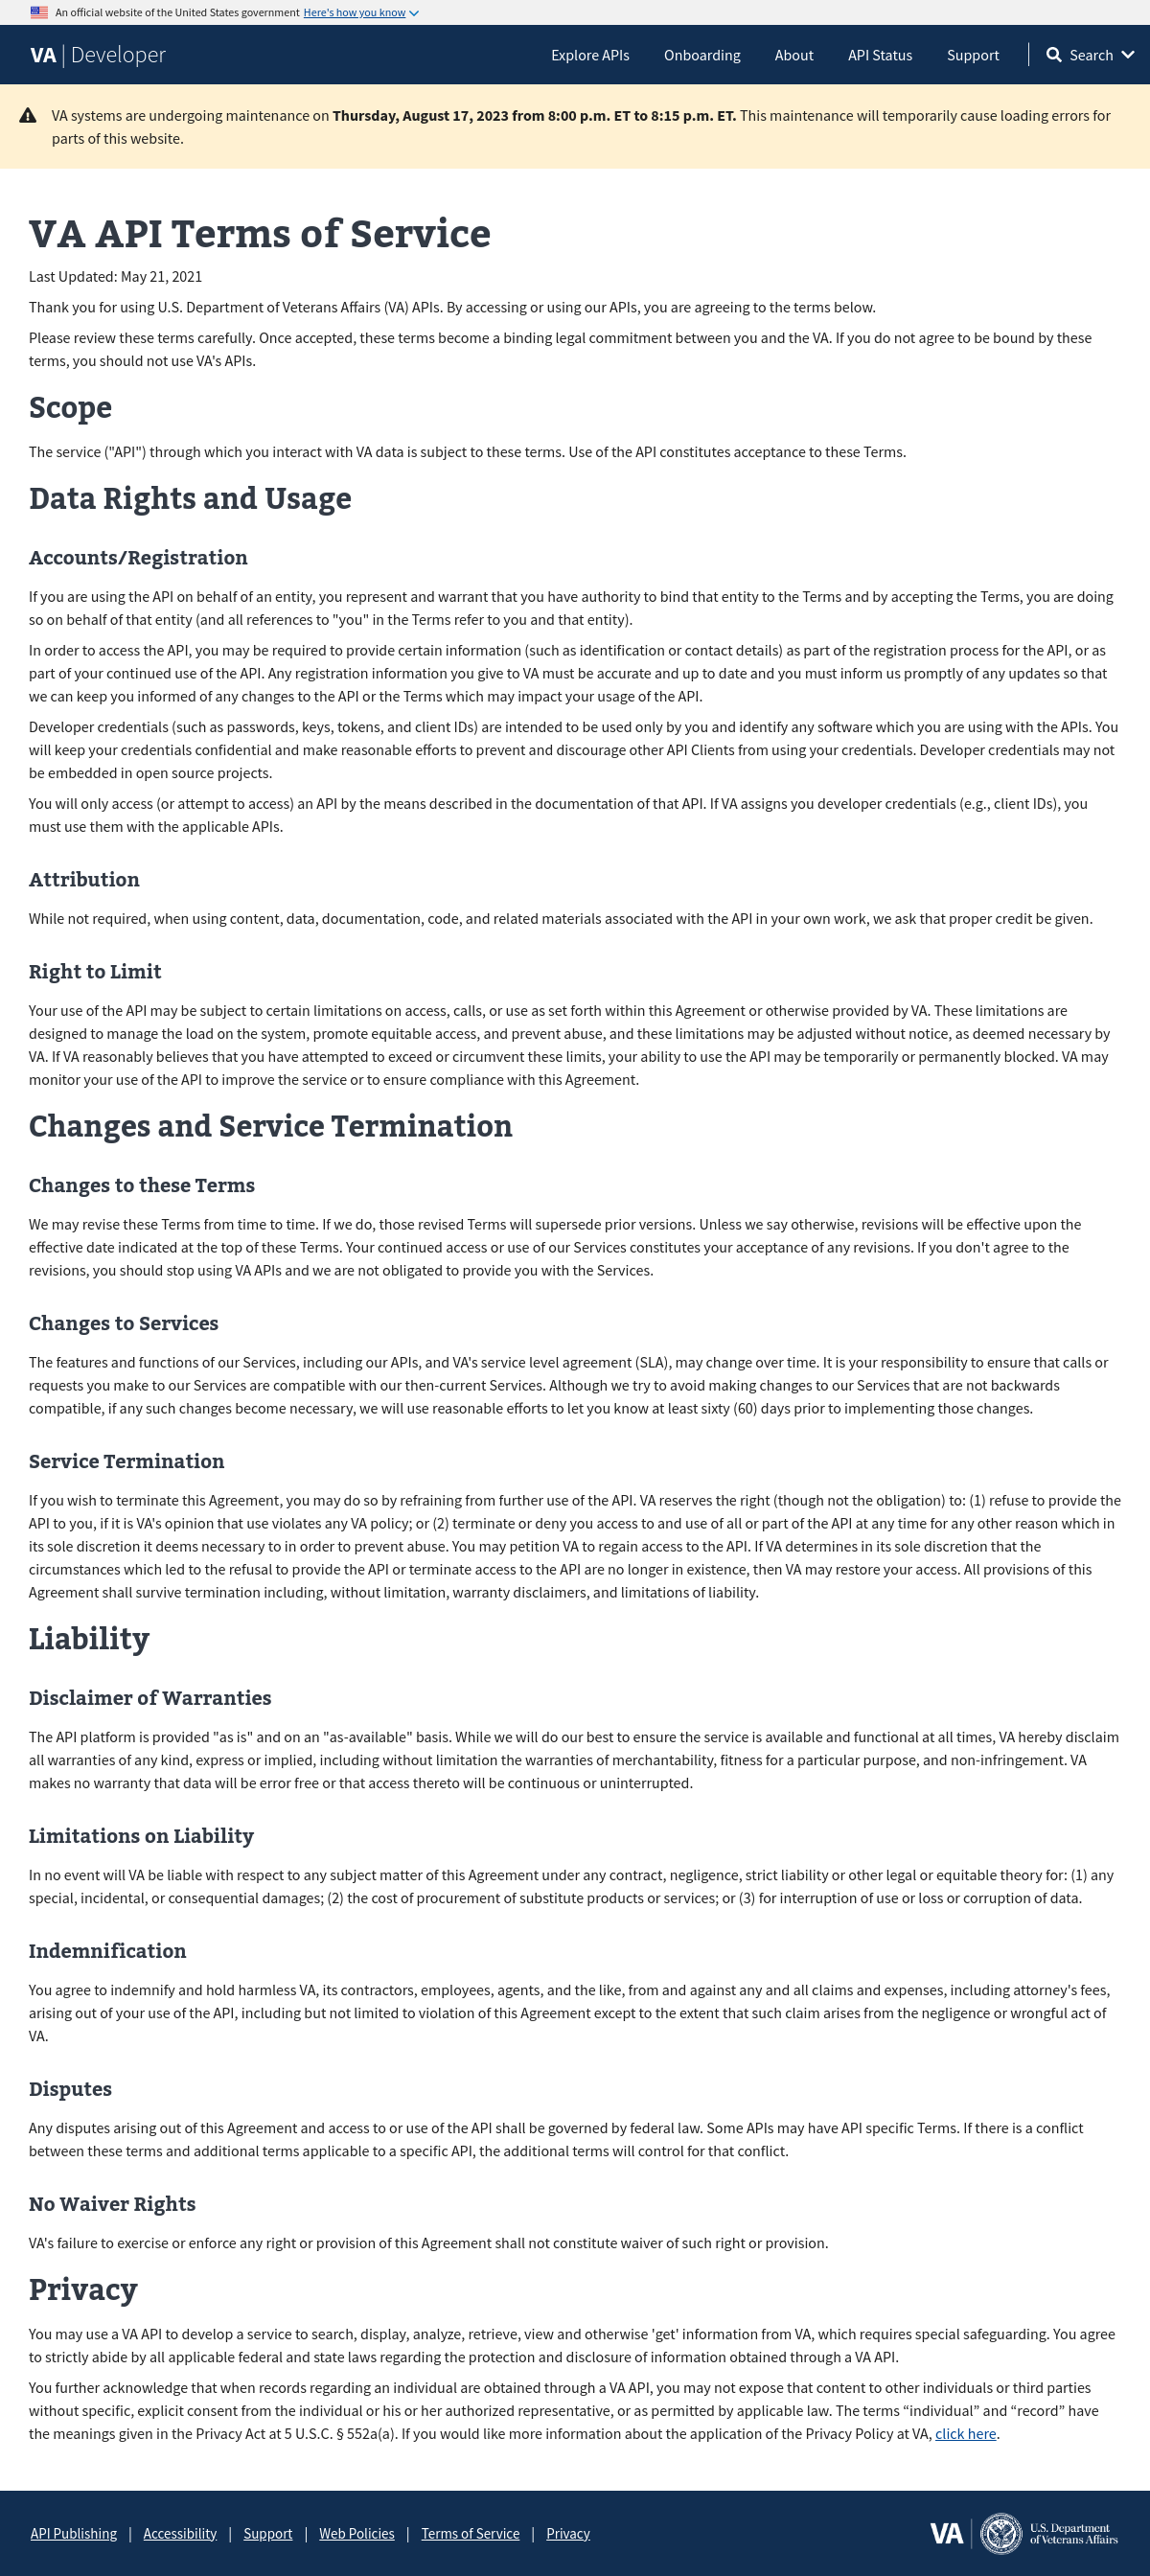 An official website of the United States government Here's how you know
VA | Developer
Explore APIs
Onboarding
About
API Status
Support
Search
VA systems are undergoing maintenance on Thursday, August 17, 2023 from 8:00 p.m. ET to 8:15 p.m. ET. This maintenance will temporarily cause loading errors for
parts of this website.
VA API Terms of Service
Last Updated: May 21, 2021
Thank you for using U.S. Department of Veterans Affairs (VA) APIs. By accessing or using our APIs, you are agreeing to the terms below.
Please review these terms carefully. Once accepted, these terms become a binding legal commitment between you and the VA. If you do not agree to be bound by these
terms, you should not use VA's APIs.
Scope
The service ("API") through which you interact with VA data is subject to these terms. Use of the API constitutes acceptance to these Terms.
Data Rights and Usage
Accounts/Registration
If you are using the API on behalf of an entity, you represent and warrant that you have authority to bind that entity to the Terms and by accepting the Terms, you are doing
so on behalf of that entity (and all references to "you" in the Terms refer to you and that entity).
In order to access the API, you may be required to provide certain information (such as identification or contact details) as part of the registration process for the API, or as
part of your continued use of the API. Any registration information you give to VA must be accurate and up to date and you must inform us promptly of any updates so that
we can keep you informed of any changes to the API or the Terms which may impact your usage of the API.
Developer credentials (such as passwords, keys, tokens, and client IDs) are intended to be used only by you and identify any software which you are using with the APIs. You
will keep your credentials confidential and make reasonable efforts to prevent and discourage other API Clients from using your credentials. Developer credentials may not
be embedded in open source projects.
You will only access (or attempt to access) an API by the means described in the documentation of that API. If VA assigns you developer credentials (e.g., client IDs), you
must use them with the applicable APIs.
Attribution
While not required, when using content, data, documentation, code, and related materials associated with the API in your own work, we ask that proper credit be given.
Right to Limit
Your use of the API may be subject to certain limitations on access, calls, or use as set forth within this Agreement or otherwise provided by VA. These limitations are
designed to manage the load on the system, promote equitable access, and prevent abuse, and these limitations may be adjusted without notice, as deemed necessary by
VA. If VA reasonably believes that you have attempted to exceed or circumvent these limits, your ability to use the API may be temporarily or permanently blocked. VA may
monitor your use of the API to improve the service or to ensure compliance with this Agreement.
Changes and Service Termination
Changes to these Terms
We may revise these Terms from time to time. If we do, those revised Terms will supersede prior versions. Unless we say otherwise, revisions will be effective upon the
effective date indicated at the top of these Terms. Your continued access or use of our Services constitutes your acceptance of any revisions. If you don't agree to the
revisions, you should stop using VA APIs and we are not obligated to provide you with the Services.
Changes to Services
The features and functions of our Services, including our APIs, and VA's service level agreement (SLA), may change over time. It is your responsibility to ensure that calls or
requests you make to our Services are compatible with our then-current Services. Although we try to avoid making changes to our Services that are not backwards
compatible, if any such changes become necessary, we will use reasonable efforts to let you know at least sixty (60) days prior to implementing those changes.
Service Termination
If you wish to terminate this Agreement, you may do so by refraining from further use of the API. VA reserves the right (though not the obligation) to: (1) refuse to provide the
API to you, if it is VA's opinion that use violates any VA policy; or (2) terminate or deny you access to and use of all or part of the API at any time for any other reason which in
its sole discretion it deems necessary to in order to prevent abuse. You may petition VA to regain access to the API. If VA determines in its sole discretion that the
circumstances which led to the refusal to provide the API or terminate access to the API are no longer in existence, then VA may restore your access. All provisions of this
Agreement shall survive termination including, without limitation, warranty disclaimers, and limitations of liability.
Liability
Disclaimer of Warranties
The API platform is provided "as is" and on an "as-available" basis. While we will do our best to ensure the service is available and functional at all times, VA hereby disclaim
all warranties of any kind, express or implied, including without limitation the warranties of merchantability, fitness for a particular purpose, and non-infringement. VA
makes no warranty that data will be error free or that access thereto will be continuous or uninterrupted.
Limitations on Liability
In no event will VA be liable with respect to any subject matter of this Agreement under any contract, negligence, strict liability or other legal or equitable theory for: (1) any
special, incidental, or consequential damages; (2) the cost of procurement of substitute products or services; or (3) for interruption of use or loss or corruption of data.
Indemnification
You agree to indemnify and hold harmless VA, its contractors, employees, agents, and the like, from and against any and all claims and expenses, including attorney's fees,
arising out of your use of the API, including but not limited to violation of this Agreement except to the extent that such claim arises from the negligence or wrongful act of
VA.
Disputes
Any disputes arising out of this Agreement and access to or use of the API shall be governed by federal law. Some APIs may have API specific Terms. If there is a conflict
between these terms and additional terms applicable to a specific API, the additional terms will control for that conflict.
No Waiver Rights
VA's failure to exercise or enforce any right or provision of this Agreement shall not constitute waiver of such right or provision.
Privacy
You may use a VA API to develop a service to search, display, analyze, retrieve, view and otherwise 'get' information from VA, which requires special safeguarding. You agree
to strictly abide by all applicable federal and state laws regarding the protection and disclosure of information obtained through a VA API.
You further acknowledge that when records regarding an individual are obtained through a VA API, you may not expose that content to other individuals or third parties
without specific, explicit consent from the individual or his or her authorized representative, or as permitted by applicable law. The terms “individual” and “record” have
the meanings given in the Privacy Act at 5 U.S.C. § 552a(a). If you would like more information about the application of the Privacy Policy at VA, click here.
API Publishing | Accessibility | Support | Web Policies | Terms of Service | Privacy
VA
U.S. Department
of Veterans Affairs